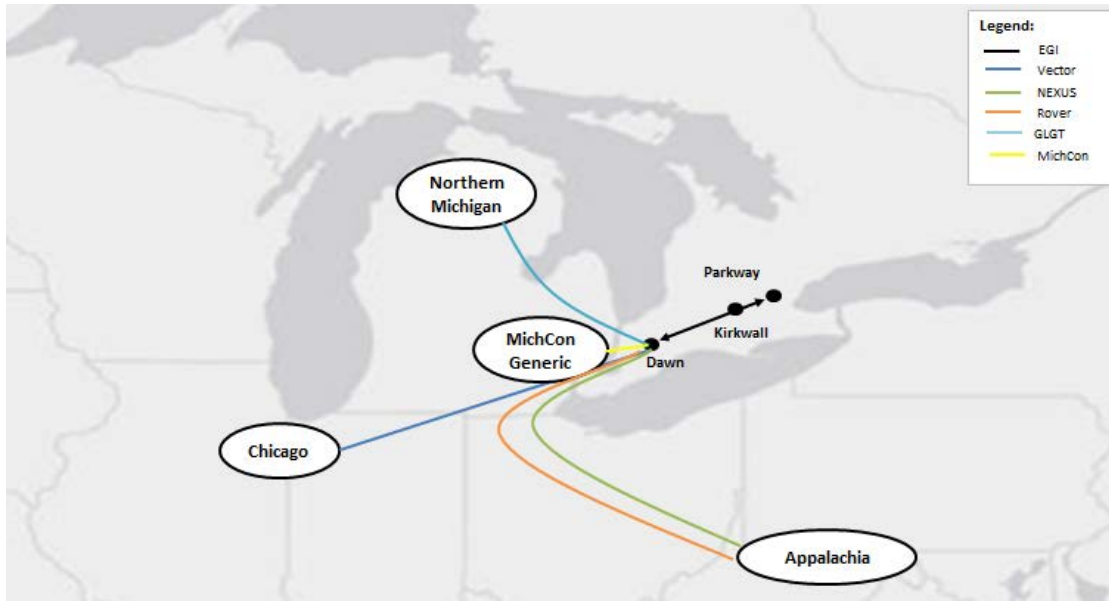 Legend:
EGI
Vector
NEXUS
Rover
GLGT
MichCon
Northern
Michigan
Parkway
Kirkwall
MichCon
Generic
Dawn
Chicago
Appalachia